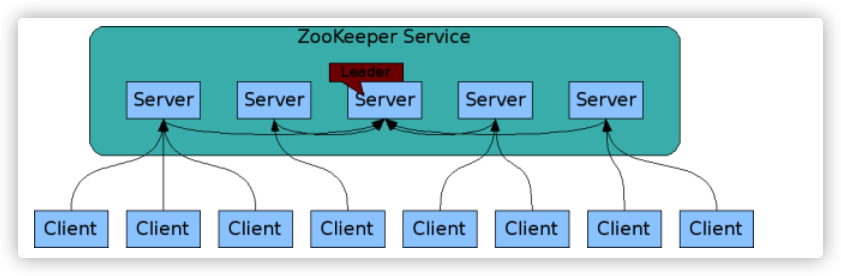 ZooKeeper Service
Leader
Server Server Server Server Server
Client Client Client Client Client Client Client Client